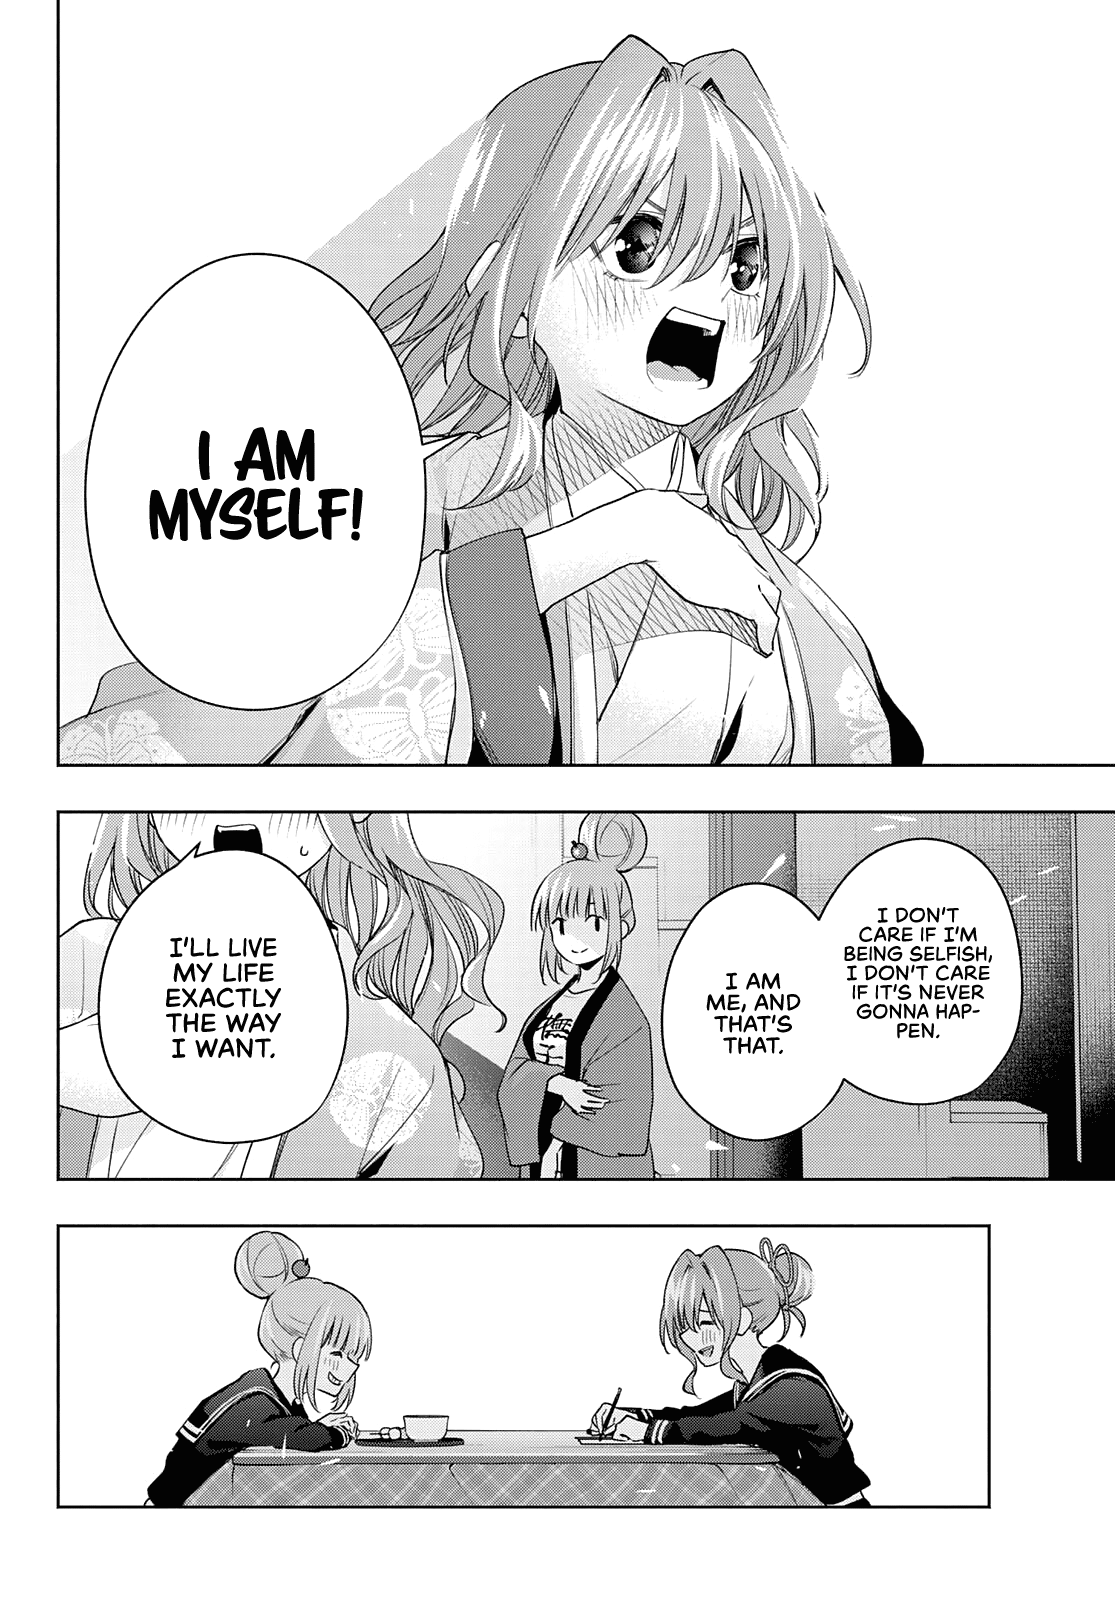 I AM
MYSELF!
I DON'T
CARE IF I'M
BEING SELFISH,
I DON'T CARE
IF IT'S NEVER
GONNA HAP-
PEN.
I AM
ME, AND
THAT'S
THAT.
I'LL LIVE
MY LIFE
EXACTLY
THE WAY
I WANT.